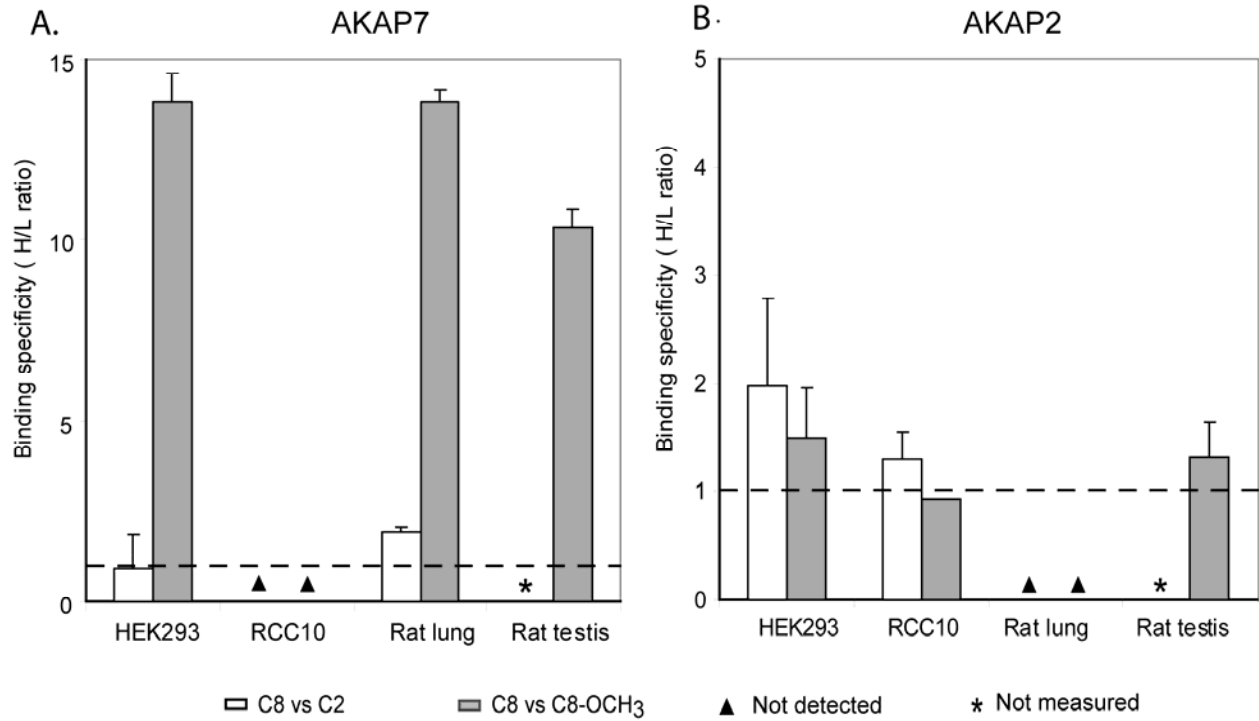 A.
AKAP7
Binding specificity ( H/L ratio)
15
10
5
0
HEK293 RCC10 Rat lung Rat testis
▲ ▲ *
B.
AKAP2
Binding specificity ( H/L ratio)
5
4
3
2
1
0
HEK293 RCC10 Rat lung Rat testis
▲ ▲ *
C8 vs C2 C8 vs C8-OCH3 ▲ Not detected * Not measured